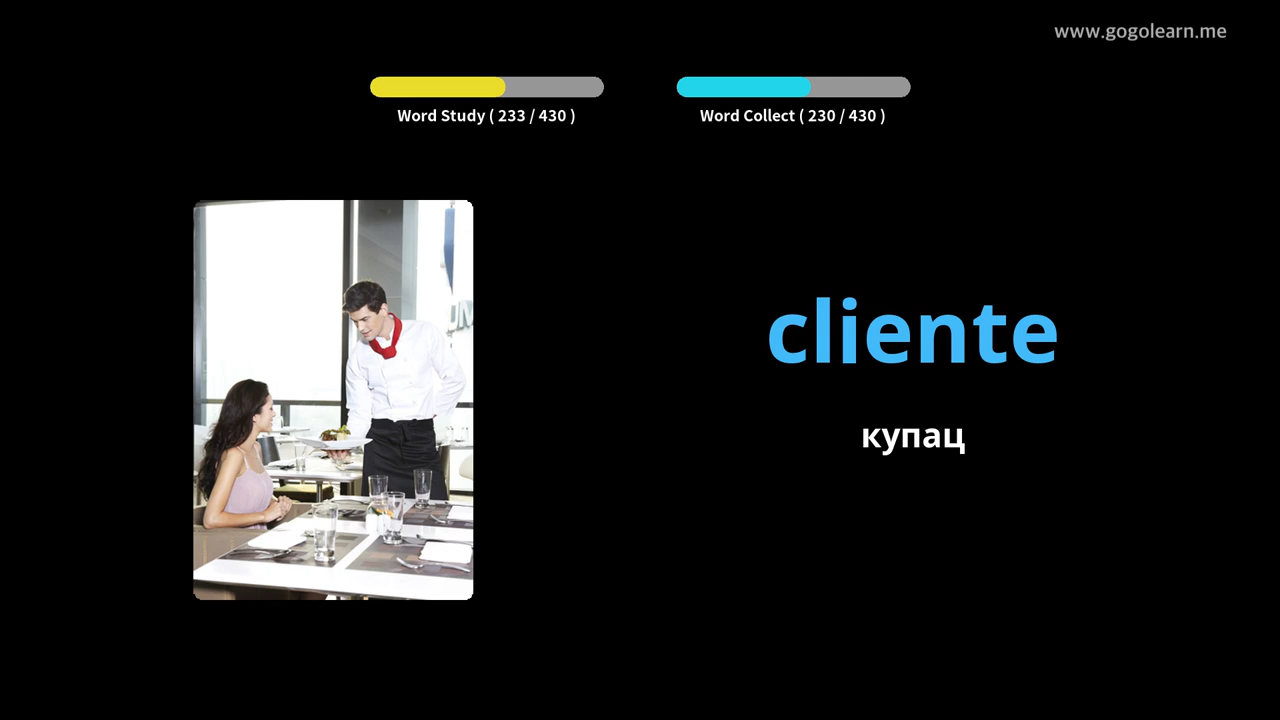 www.gogolearn.me
Word Study ( 233 / 430 )
Word Collect ( 230 / 430 )
cliente
купац